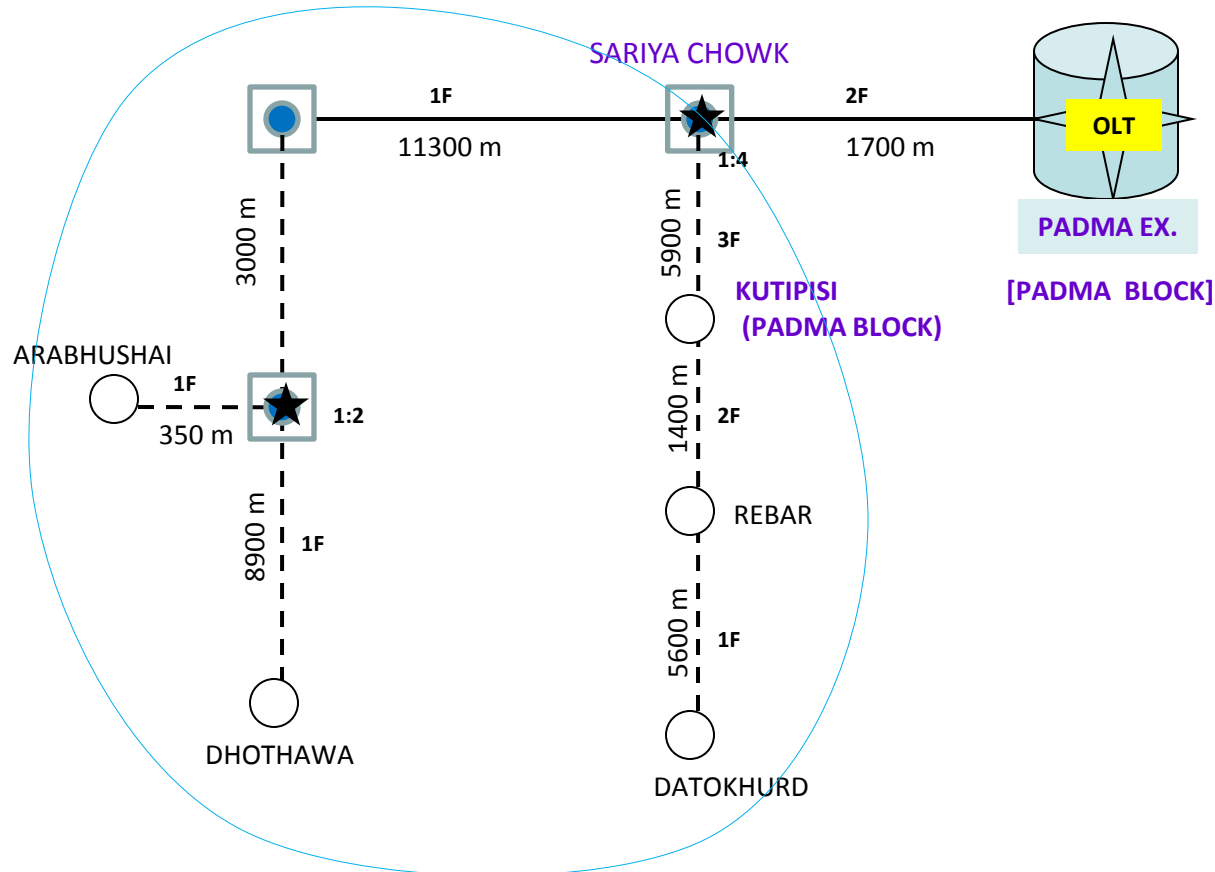 SARIYA CHOWK
1F
2F
OLT
11300 m
1700 m
1:4
PADMA EX.
3000 m
5900 m
3F
KUTIPISI
(PADMA BLOCK)
[PADMA BLOCK]
ARABHUSHAI
1F
350 m
1:2
1400 m
2F
REBAR
8900 m
1F
5600 m
1F
DHOTHAWA
DATOKHURD